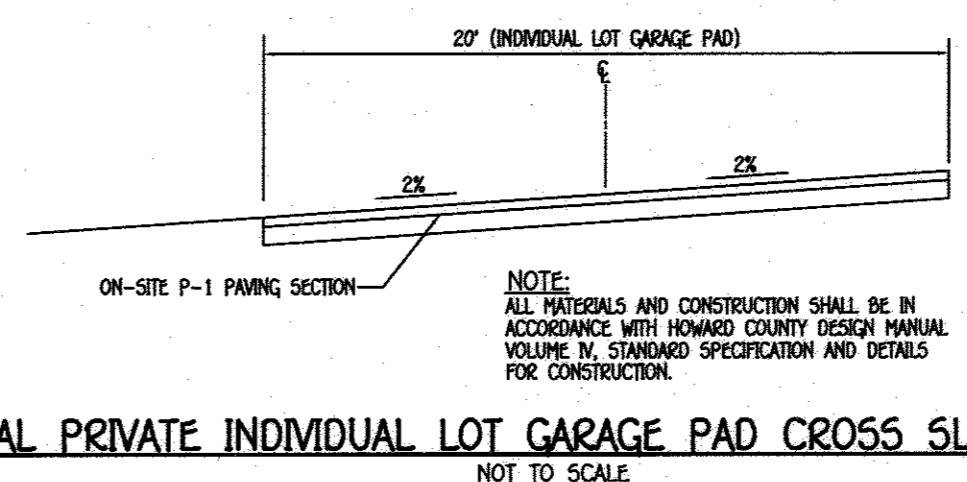 20' (INDIVIDUAL LOT GARAGE PAD)
℄
2%
2%
ON-SITE P-1 PAVING SECTION
NOTE:
ALL MATERIALS AND CONSTRUCTION SHALL BE IN
ACCORDANCE WITH HOWARD COUNTY DESIGN MANUAL
VOLUME IV, STANDARD SPECIFICATION AND DETAILS
FOR CONSTRUCTION.
AL PRIVATE INDIVIDUAL LOT GARAGE PAD CROSS SL
NOT TO SCALE